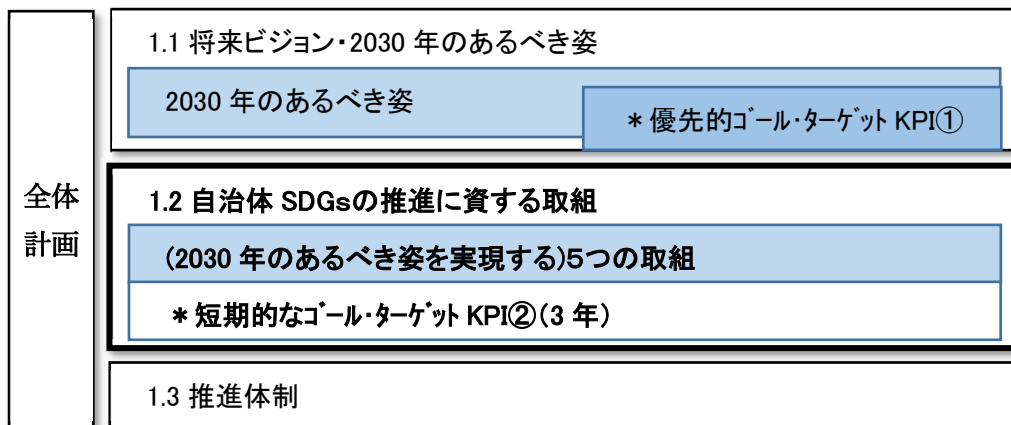 全体
計画
1.1 将来ビジョン・2030 年のあるべき姿
2030 年のあるべき姿
＊優先的ｺﾞｰﾙ・ﾀｰｹﾞｯﾄ KPI①
1.2 自治体 SDGsの推進に資する取組
(2030 年のあるべき姿を実現する)5つの取組
＊短期的なｺﾞｰﾙ・ﾀｰｹﾞｯﾄ KPI②(3 年)
1.3 推進体制